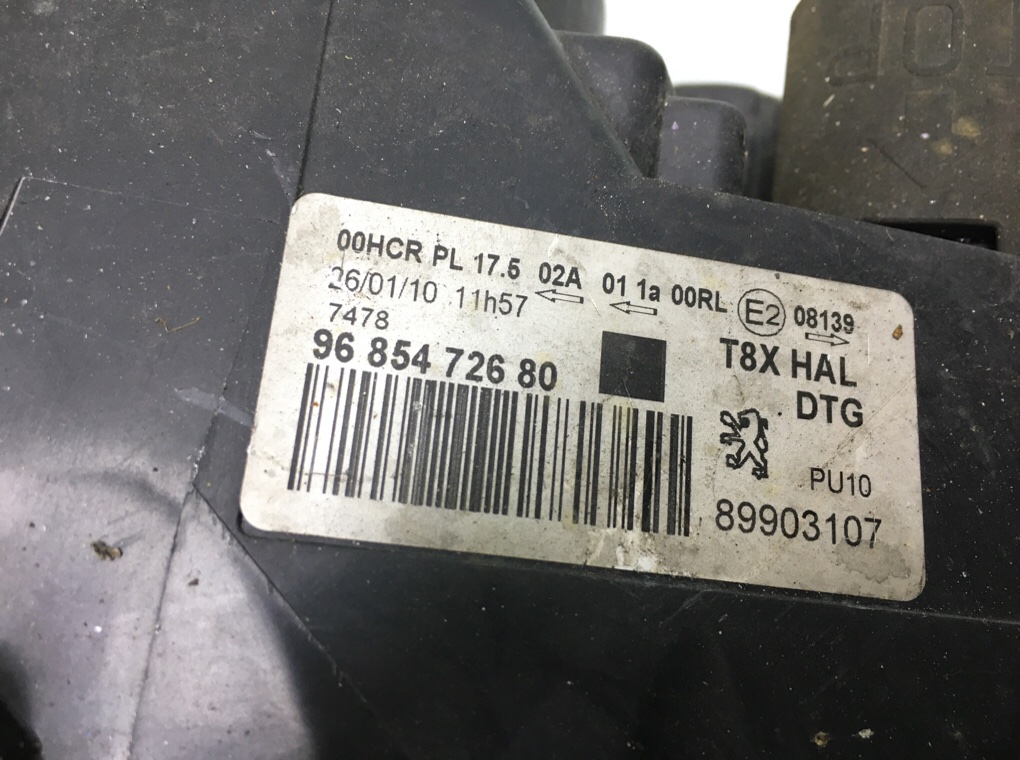 00HCR PL 17.5 02A 01 1a 00RL E2 08139
26/01/10 11h57
7478
96 854 726 80
T8X HAL
DTG
PU10
89903107